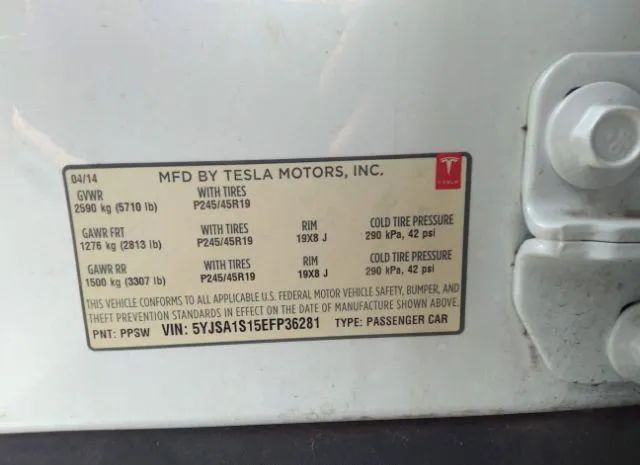 04/14 MFD BY TESLA MOTORS, INC.
TESLA
GVWR WITH TIRES
2590 kg (5710 lb) P245/45R19
GAWR FRT WITH TIRES RIM COLD TIRE PRESSURE
1276 kg (2813 lb) P245/45R19 19X8 J 290 kPa, 42 psi
GAWR RR WITH TIRES RIM COLD TIRE PRESSURE
1500 kg (3307 lb) P245/45R19 19X8 J 290 kPa, 42 psi
THIS VEHICLE CONFORMS TO ALL APPLICABLE U.S. FEDERAL MOTOR VEHICLE SAFETY, BUMPER, AND
THEFT PREVENTION STANDARDS IN EFFECT ON THE DATE OF MANUFACTURE SHOWN ABOVE.
PNT: PPSW VIN: 5YJSA1S15EFP36281 TYPE: PASSENGER CAR